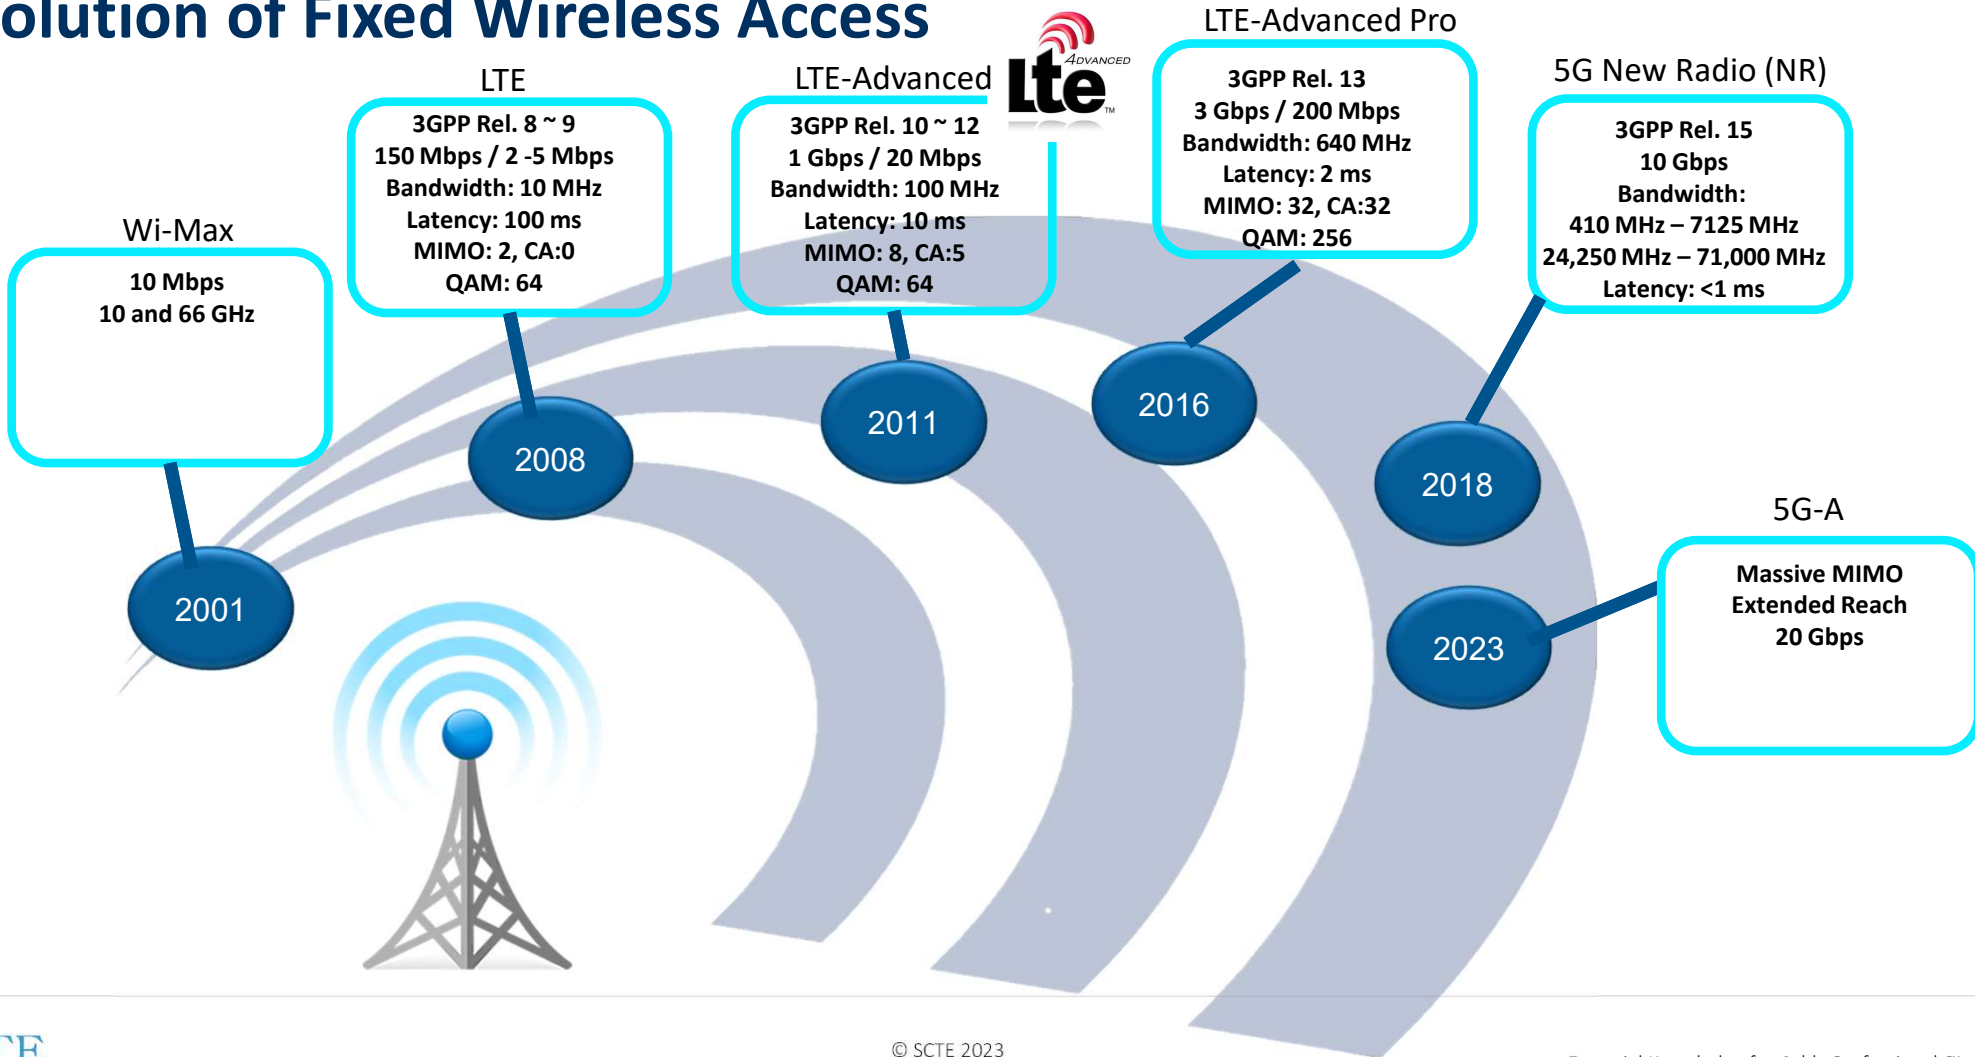 olution of Fixed Wireless Access
Wi-Max
10 Mbps
10 and 66 GHz
2001
LTE
3GPP Rel. 8 ~ 9
150 Mbps / 2 -5 Mbps
Bandwidth: 10 MHz
Latency: 100 ms
MIMO: 2, CA:0
QAM: 64
2008
LTE-Advanced
3GPP Rel. 10 ~ 12
1 Gbps / 20 Mbps
Bandwidth: 100 MHz
Latency: 10 ms
MIMO: 8, CA:5
QAM: 64
2011
ADVANCED
Lte
TM
LTE-Advanced Pro
3GPP Rel. 13
3 Gbps / 200 Mbps
Bandwidth: 640 MHz
Latency: 2 ms
MIMO: 32, CA:32
QAM: 256
2016
5G New Radio (NR)
3GPP Rel. 15
10 Gbps
Bandwidth:
410 MHz – 7125 MHz
24,250 MHz – 71,000 MHz
Latency: <1 ms
2018
5G-A
Massive MIMO
Extended Reach
20 Gbps
2023
© SCTE 2023